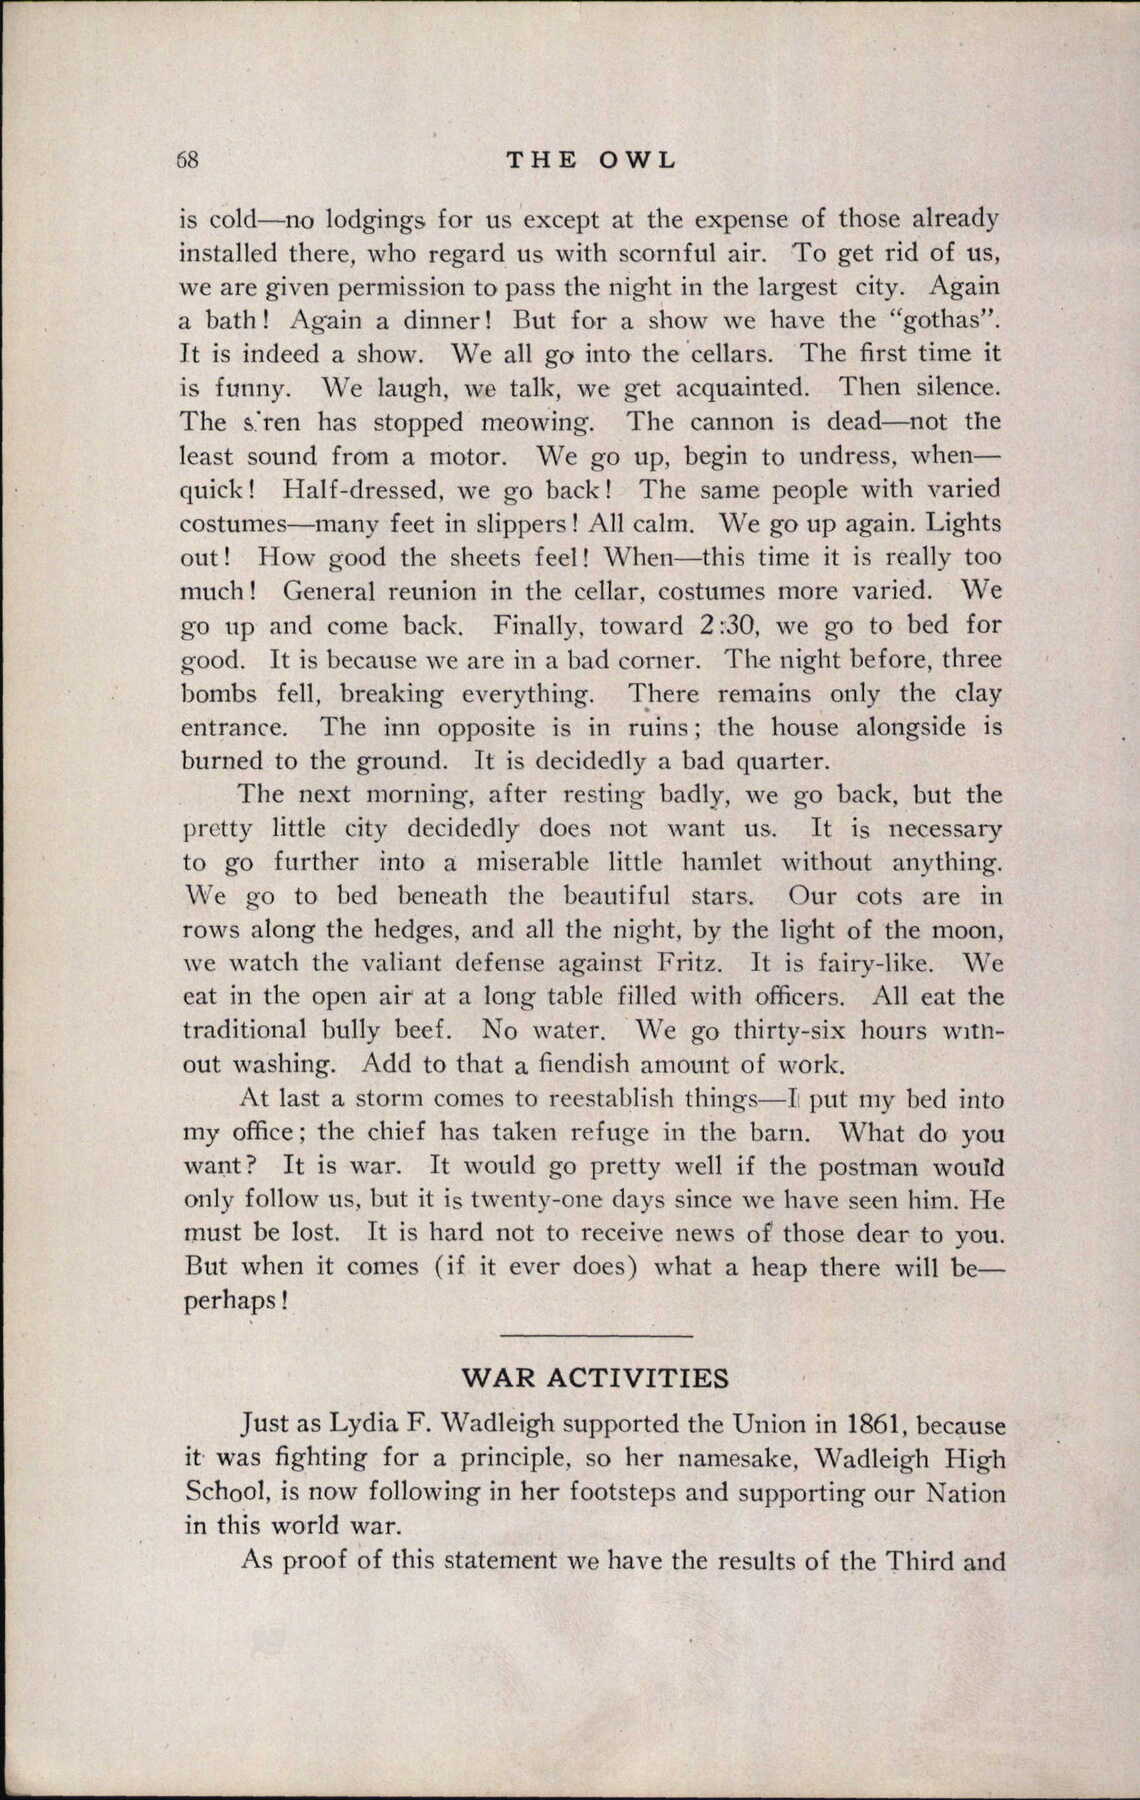 68 THE OWL
is cold—no lodgings for us except at the expense of those already
installed there, who regard us with scornful air. To get rid of us,
we are given permission to pass the night in the largest city. Again
a bath! Again a dinner! But for a show we have the “gothas”.
It is indeed a show. We all go into the cellars. The first time it
is funny. We laugh, we talk, we get acquainted. Then silence.
The siren has stopped meowing. The cannon is dead—not the
least sound from a motor. We go up, begin to undress, when—
quick! Half-dressed, we go back! The same people with varied
costumes—many feet in slippers! All calm. We go up again. Lights
out! How good the sheets feel! When—this time it is really too
much! General reunion in the cellar, costumes more varied. We
go up and come back. Finally, toward 2:30, we go to bed for
good. It is because we are in a bad corner. The night before, three
bombs fell, breaking everything. There remains only the clay
entrance. The inn opposite is in ruins; the house alongside is
burned to the ground. It is decidedly a bad quarter.
The next morning, after resting badly, we go back, but the
pretty little city decidedly does not want us. It is necessary
to go further into a miserable little hamlet without anything.
We go to bed beneath the beautiful stars. Our cots are in
rows along the hedges, and all the night, by the light of the moon,
we watch the valiant defense against Fritz. It is fairy-like. We
eat in the open air at a long table filled with officers. All eat the
traditional bully beef. No water. We go thirty-six hours with-
out washing. Add to that a fiendish amount of work.
At last a storm comes to reestablish things—I put my bed into
my office; the chief has taken refuge in the barn. What do you
want? It is war. It would go pretty well if the postman would
only follow us, but it is twenty-one days since we have seen him. He
must be lost. It is hard not to receive news of those dear to you.
But when it comes (if it ever does) what a heap there will be—
perhaps!
WAR ACTIVITIES
Just as Lydia F. Wadleigh supported the Union in 1861, because
it was fighting for a principle, so her namesake, Wadleigh High
School, is now following in her footsteps and supporting our Nation
in this world war.
As proof of this statement we have the results of the Third and